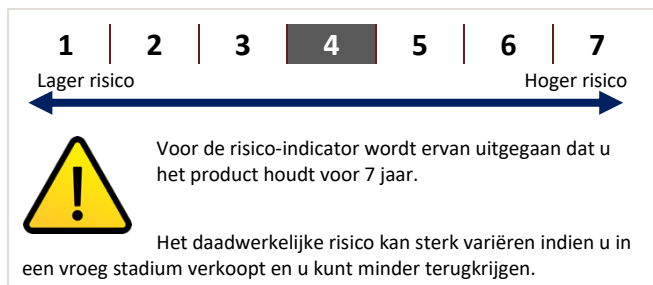 1 2 3 4 5 6 7
Lager risico Hoger risico
Voor de risico-indicator wordt ervan uitgegaan dat u
het product houdt voor 7 jaar.
Het daadwerkelijke risico kan sterk variëren indien u in
een vroeg stadium verkoopt en u kunt minder terugkrijgen.